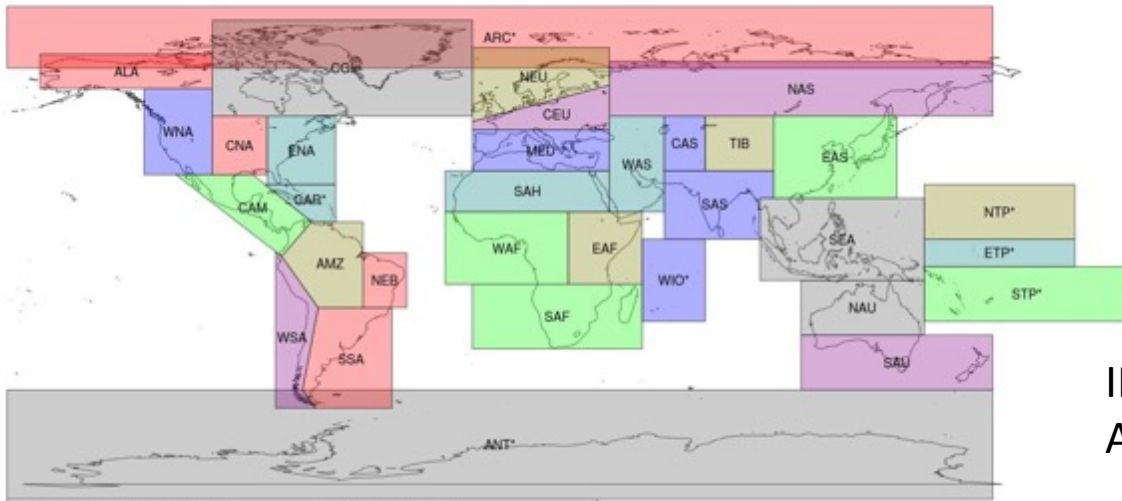 ARC*
ALA
CGI
NEU
NAS
CEU
WNA
CNA
ENA
MED
WAS
CAS
TIB
EAS
SAH
CAM
CAR*
NTP*
WAF
EAF
SAS
SEA
ETP*
AMZ
NEB
WIO*
STP*
NAU
SAF
WSA
SSA
SAU
ANT*